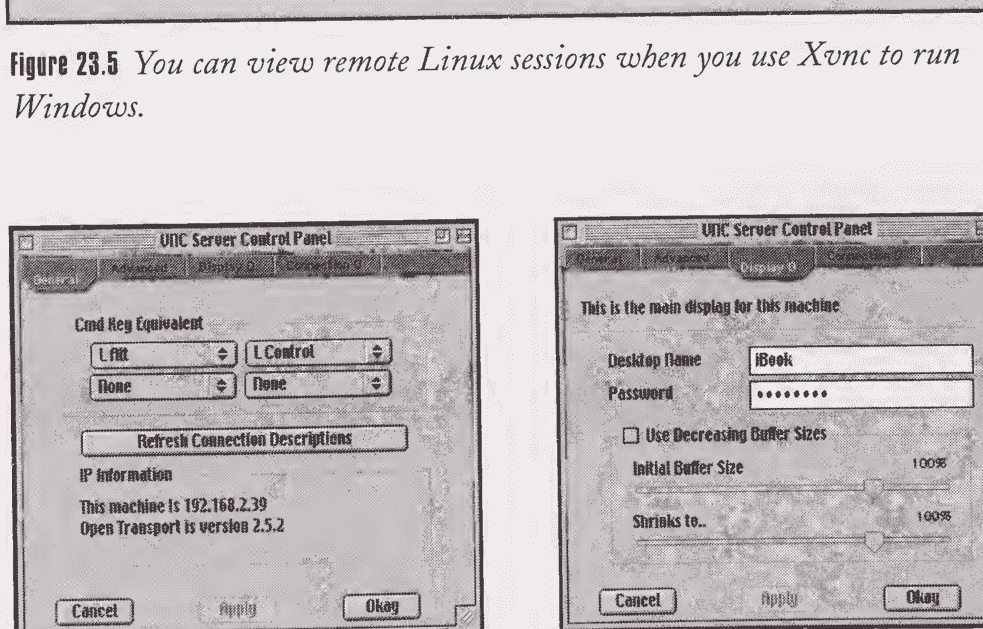 Figure 23.5 You can view remote Linux sessions when you use Xvnc to run
Windows.
VNC Server Control Panel
General Advanced Display 0 Connection 0
Cmd Key Equivalent
L Alt L Control
None None
Refresh Connection Descriptions
IP Information
This machine is 192.168.2.39
Open Transport is version 2.5.2
Cancel Apply Okay
VNC Server Control Panel
General Advanced Display 0 Connection 0
This is the main display for this machine
Desktop Name iBook
Password ••••••••
Use Decreasing Buffer Sizes
Initial Buffer Size 100%
Shrinks to.. 100%
Cancel Apply Okay